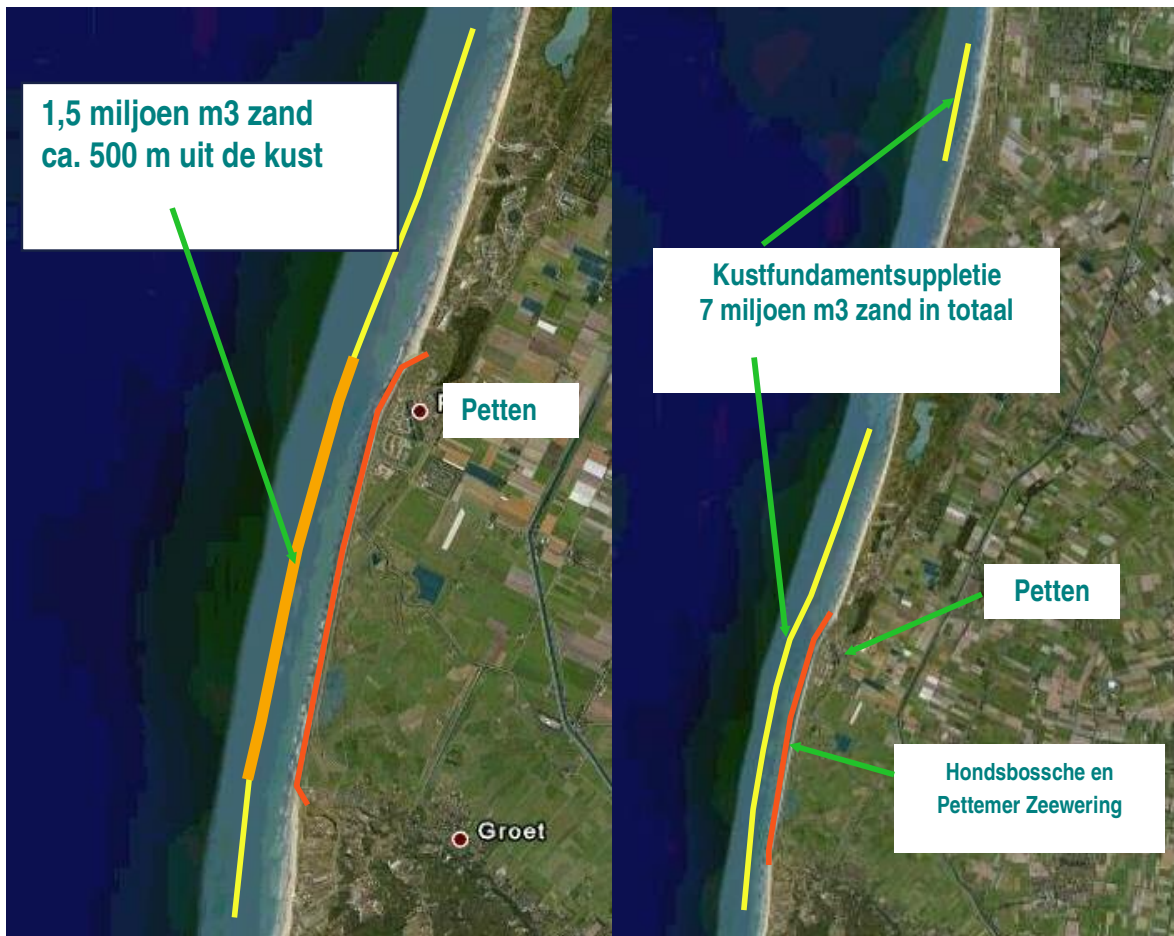 1,5 miljoen m3 zand
ca. 500 m uit de kust
Petten
Groet
Kustfundamentsuppletie
7 miljoen m3 zand in totaal
Petten
Hondsbossche en
Pettemer Zeewering